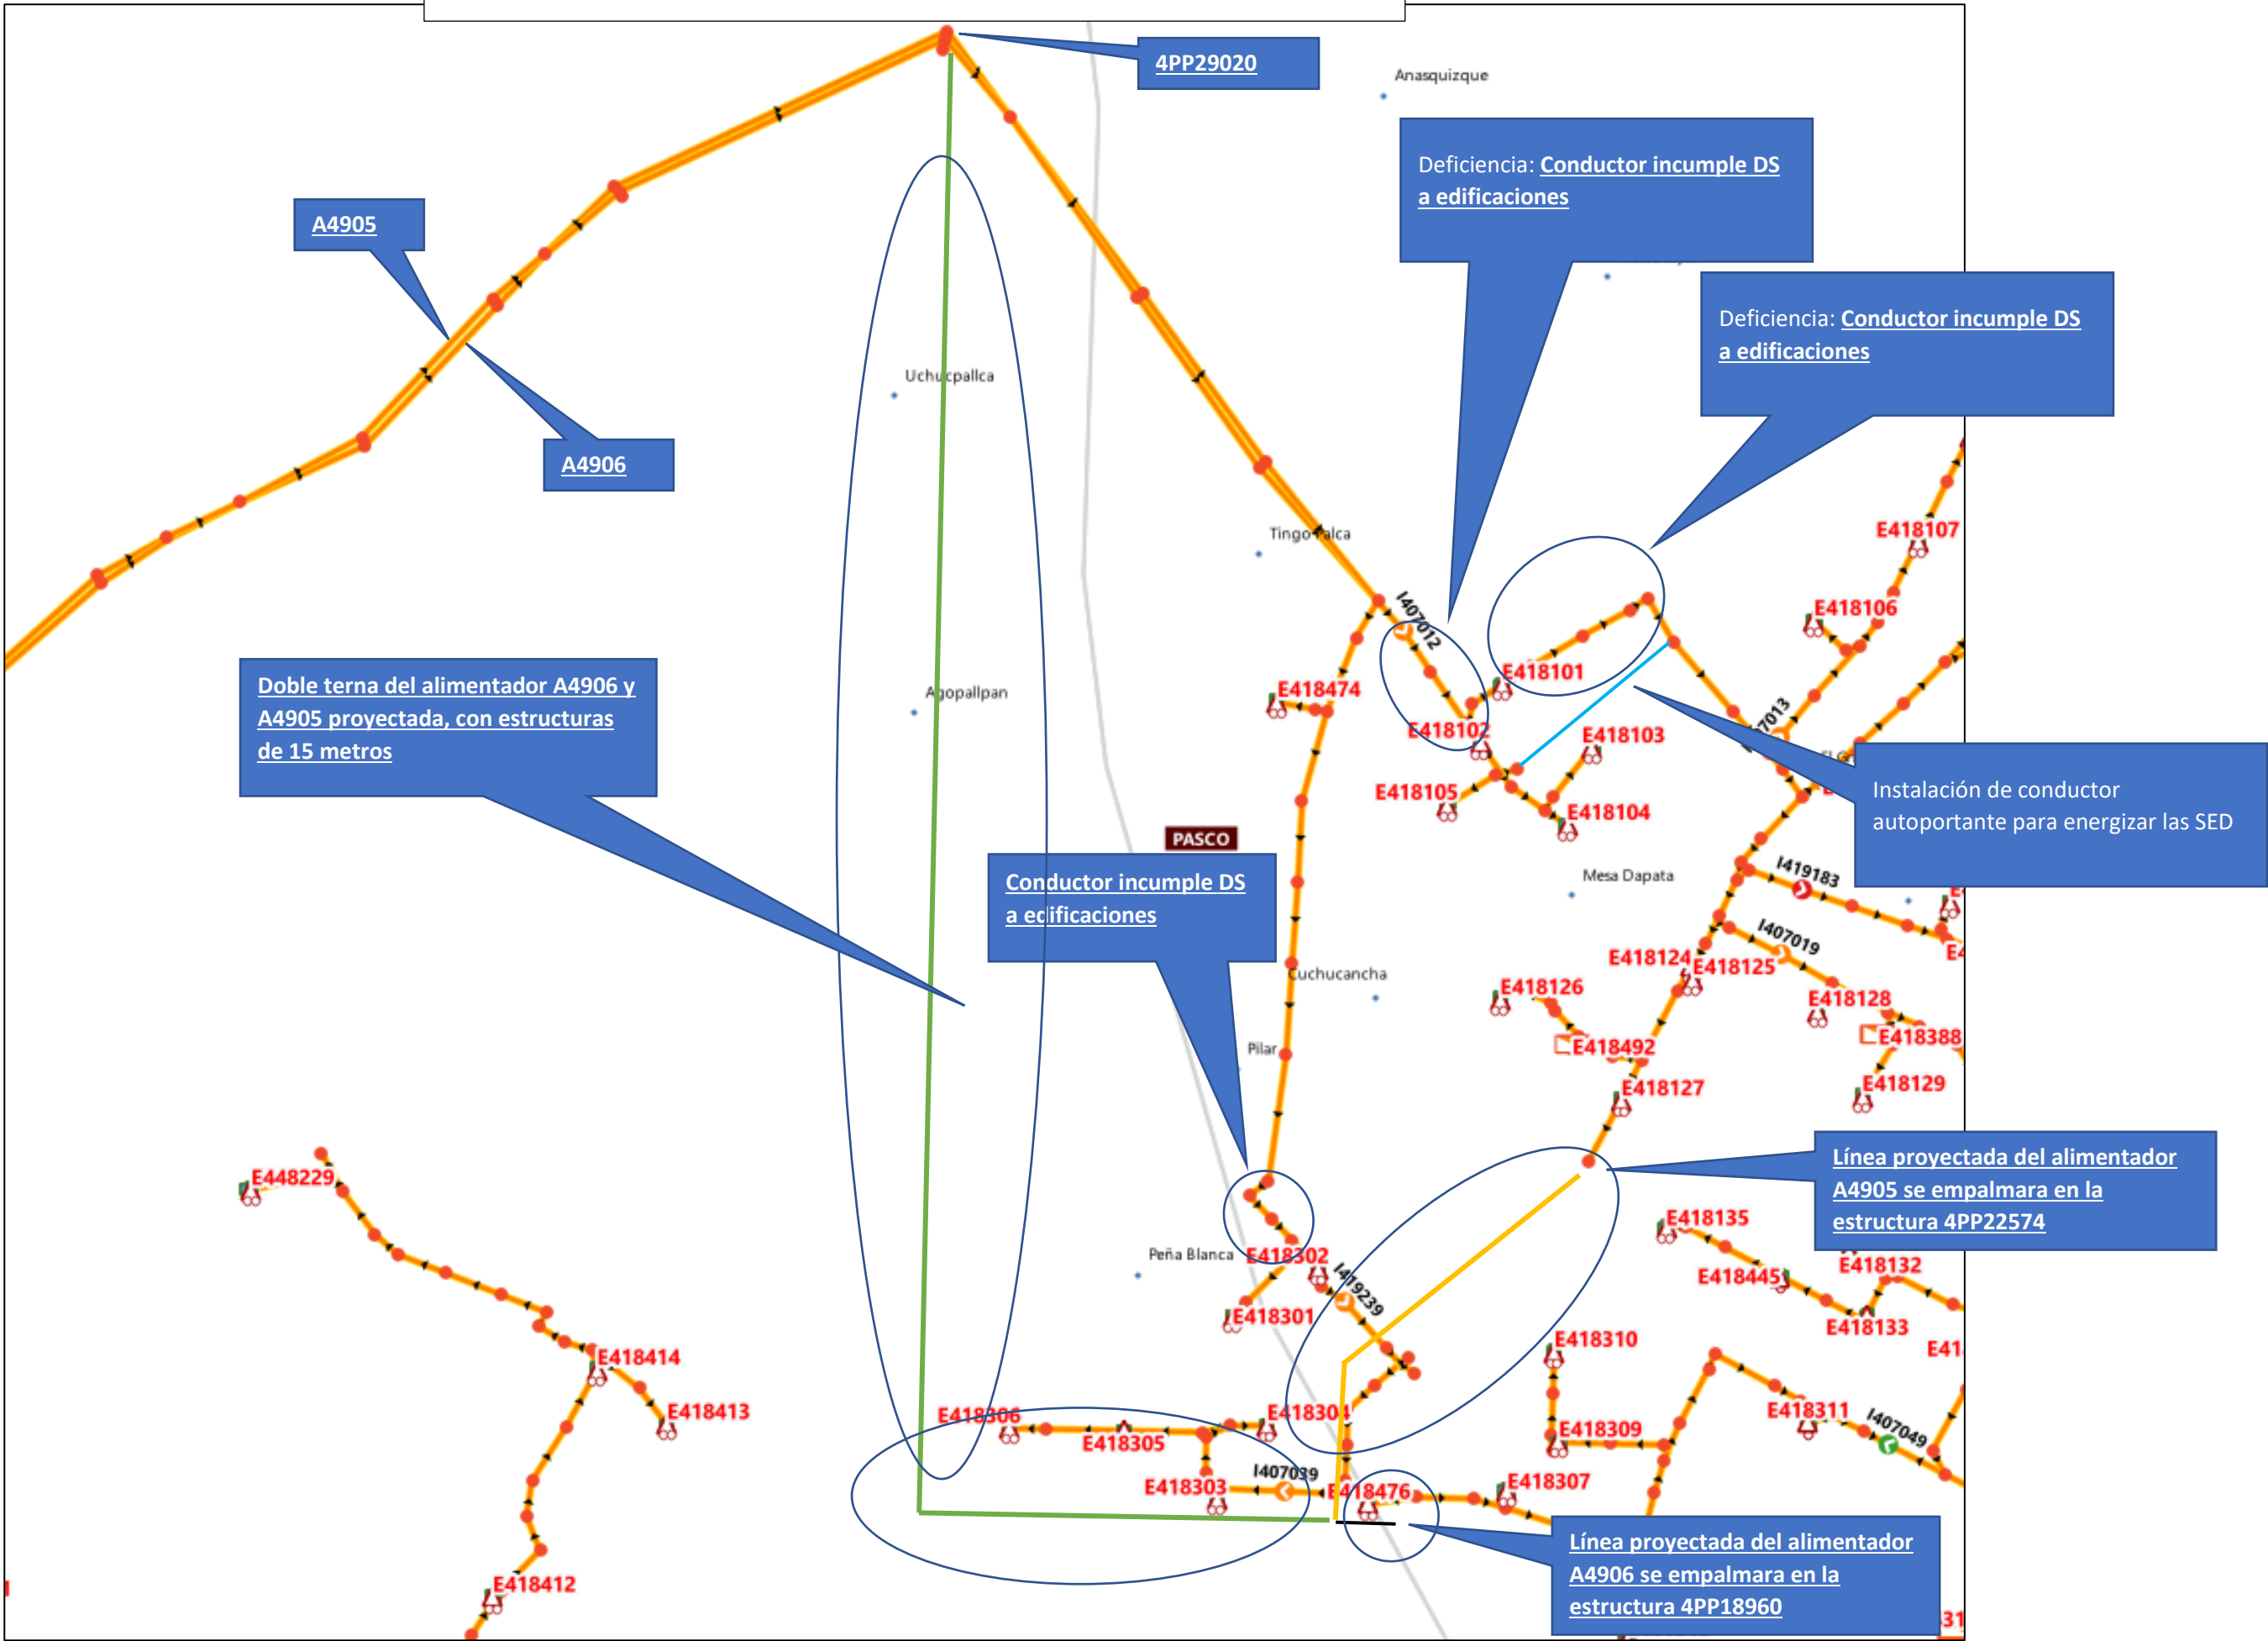 4PP29020
Anasquizque
Deficiencia: Conductor incumple DS
a edificaciones
A4905
Deficiencia: Conductor incumple DS
a edificaciones
Uchucpallca
A4906
Tingo Palca
E418107
I407012
E418106
E418101
Doble terna del alimentador A4906 y
A4905 proyectada, con estructuras
de 15 metros
Agopallpan
E418474
E418102
E418103
E418105
E418104
Instalación de conductor
autoportante para energizar las SED
PASCO
Mesa Dapata
I419183
Conductor incumple DS
a edificaciones
I407019
E418124
E418125
Cuchucancha
E418126
E418128
E418388
E418492
Pilar
E418129
E418127
Línea proyectada del alimentador
A4905 se empalmara en la
estructura 4PP22574
E448229
E418135
Peña Blanca
E418302
E418445
E418132
I419239
E418301
E418133
E418310
E418414
E418413
E418306
E418304
E418305
E418311
I407049
E418309
I407039
E418303
E418476
E418307
Línea proyectada del alimentador
A4906 se empalmara en la
estructura 4PP18960
E418412